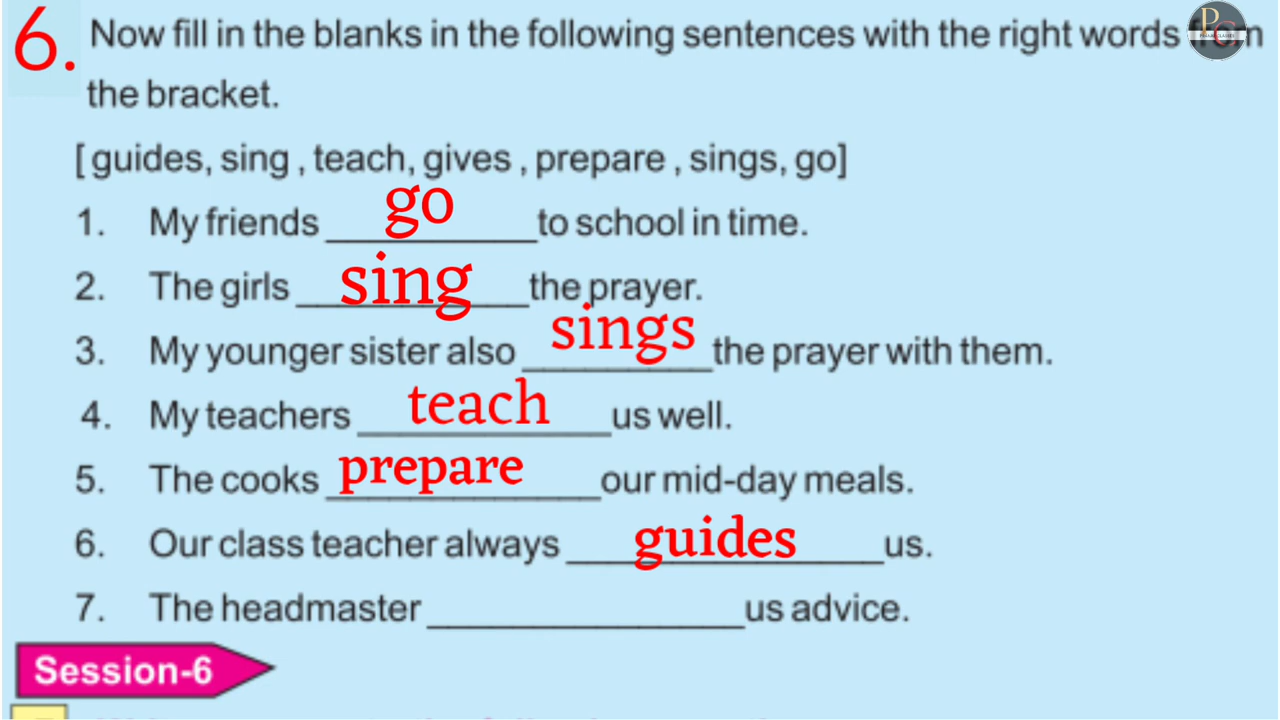 6. Now fill in the blanks in the following sentences with the right words from
the bracket.
[ guides, sing , teach, gives , prepare , sings, go]
1. My friends go to school in time.
2. The girls sing the prayer.
3. My younger sister also sings the prayer with them.
4. My teachers teach us well.
5. The cooks prepare our mid-day meals.
6. Our class teacher always guides us.
7. The headmaster ______________ us advice.
Session-6